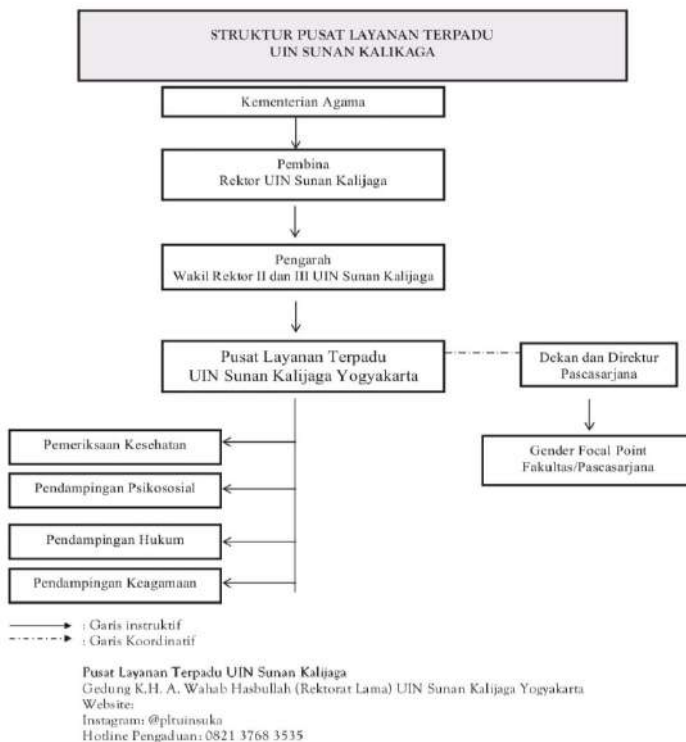 STRUKTUR PUSAT LAYANAN TERPADU
UIN SUNAN KALIKAGA
Kementerian Agama
Pembina
Rektor UIN Sunan Kalijaga
Pengarah
Wakil Rektor II dan III UIN Sunan Kalijaga
Pusat Layanan Terpadu
UIN Sunan Kalijaga Yogyakarta
Dekan dan Direktur
Pascasarjana
Gender Focal Point
Fakultas/Pascasarjana
Pemeriksaan Kesehatan
Pendampingan Psikososial
Pendampingan Hukum
Pendampingan Keagamaan
: Garis instruktif
: Garis Koordinatif
Pusat Layanan Terpadu UIN Sunan Kalijaga
Gedung K.H. A. Wahab Hasbullah (Rektorat Lama) UIN Sunan Kalijaga Yogyakarta
Website:
Instagram: @pltuinsuka
Hotline Pengaduan: 0821 3768 3535